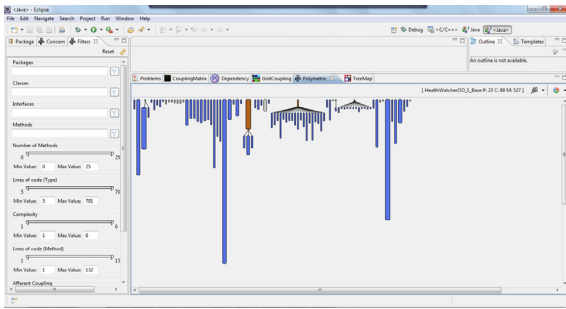 <Java> - Eclipse
File Edit Navigate Search Project Run Window Help
Debug <C/C++> Java <Java>
Package Concern Filters
Reset
Packages
Classes
Interfaces
Methods
Number of Methods
0 25
Min Value: 0 Max Value: 25
Lines of code (Type)
5 79
Min Value: 5 Max Value: 791
Complexity
1 6
Min Value: 1 Max Value: 6
Lines of code (Method)
1 13
Min Value: 1 Max Value: 132
Afferent Coupling
Problems CouplingMatrix Dependency GridCoupling Polymetric TreeMap
[ HealthWatcherOO_1_Base P: 23 C: 88 M: 527 ]
Outline Templates
An outline is not available.